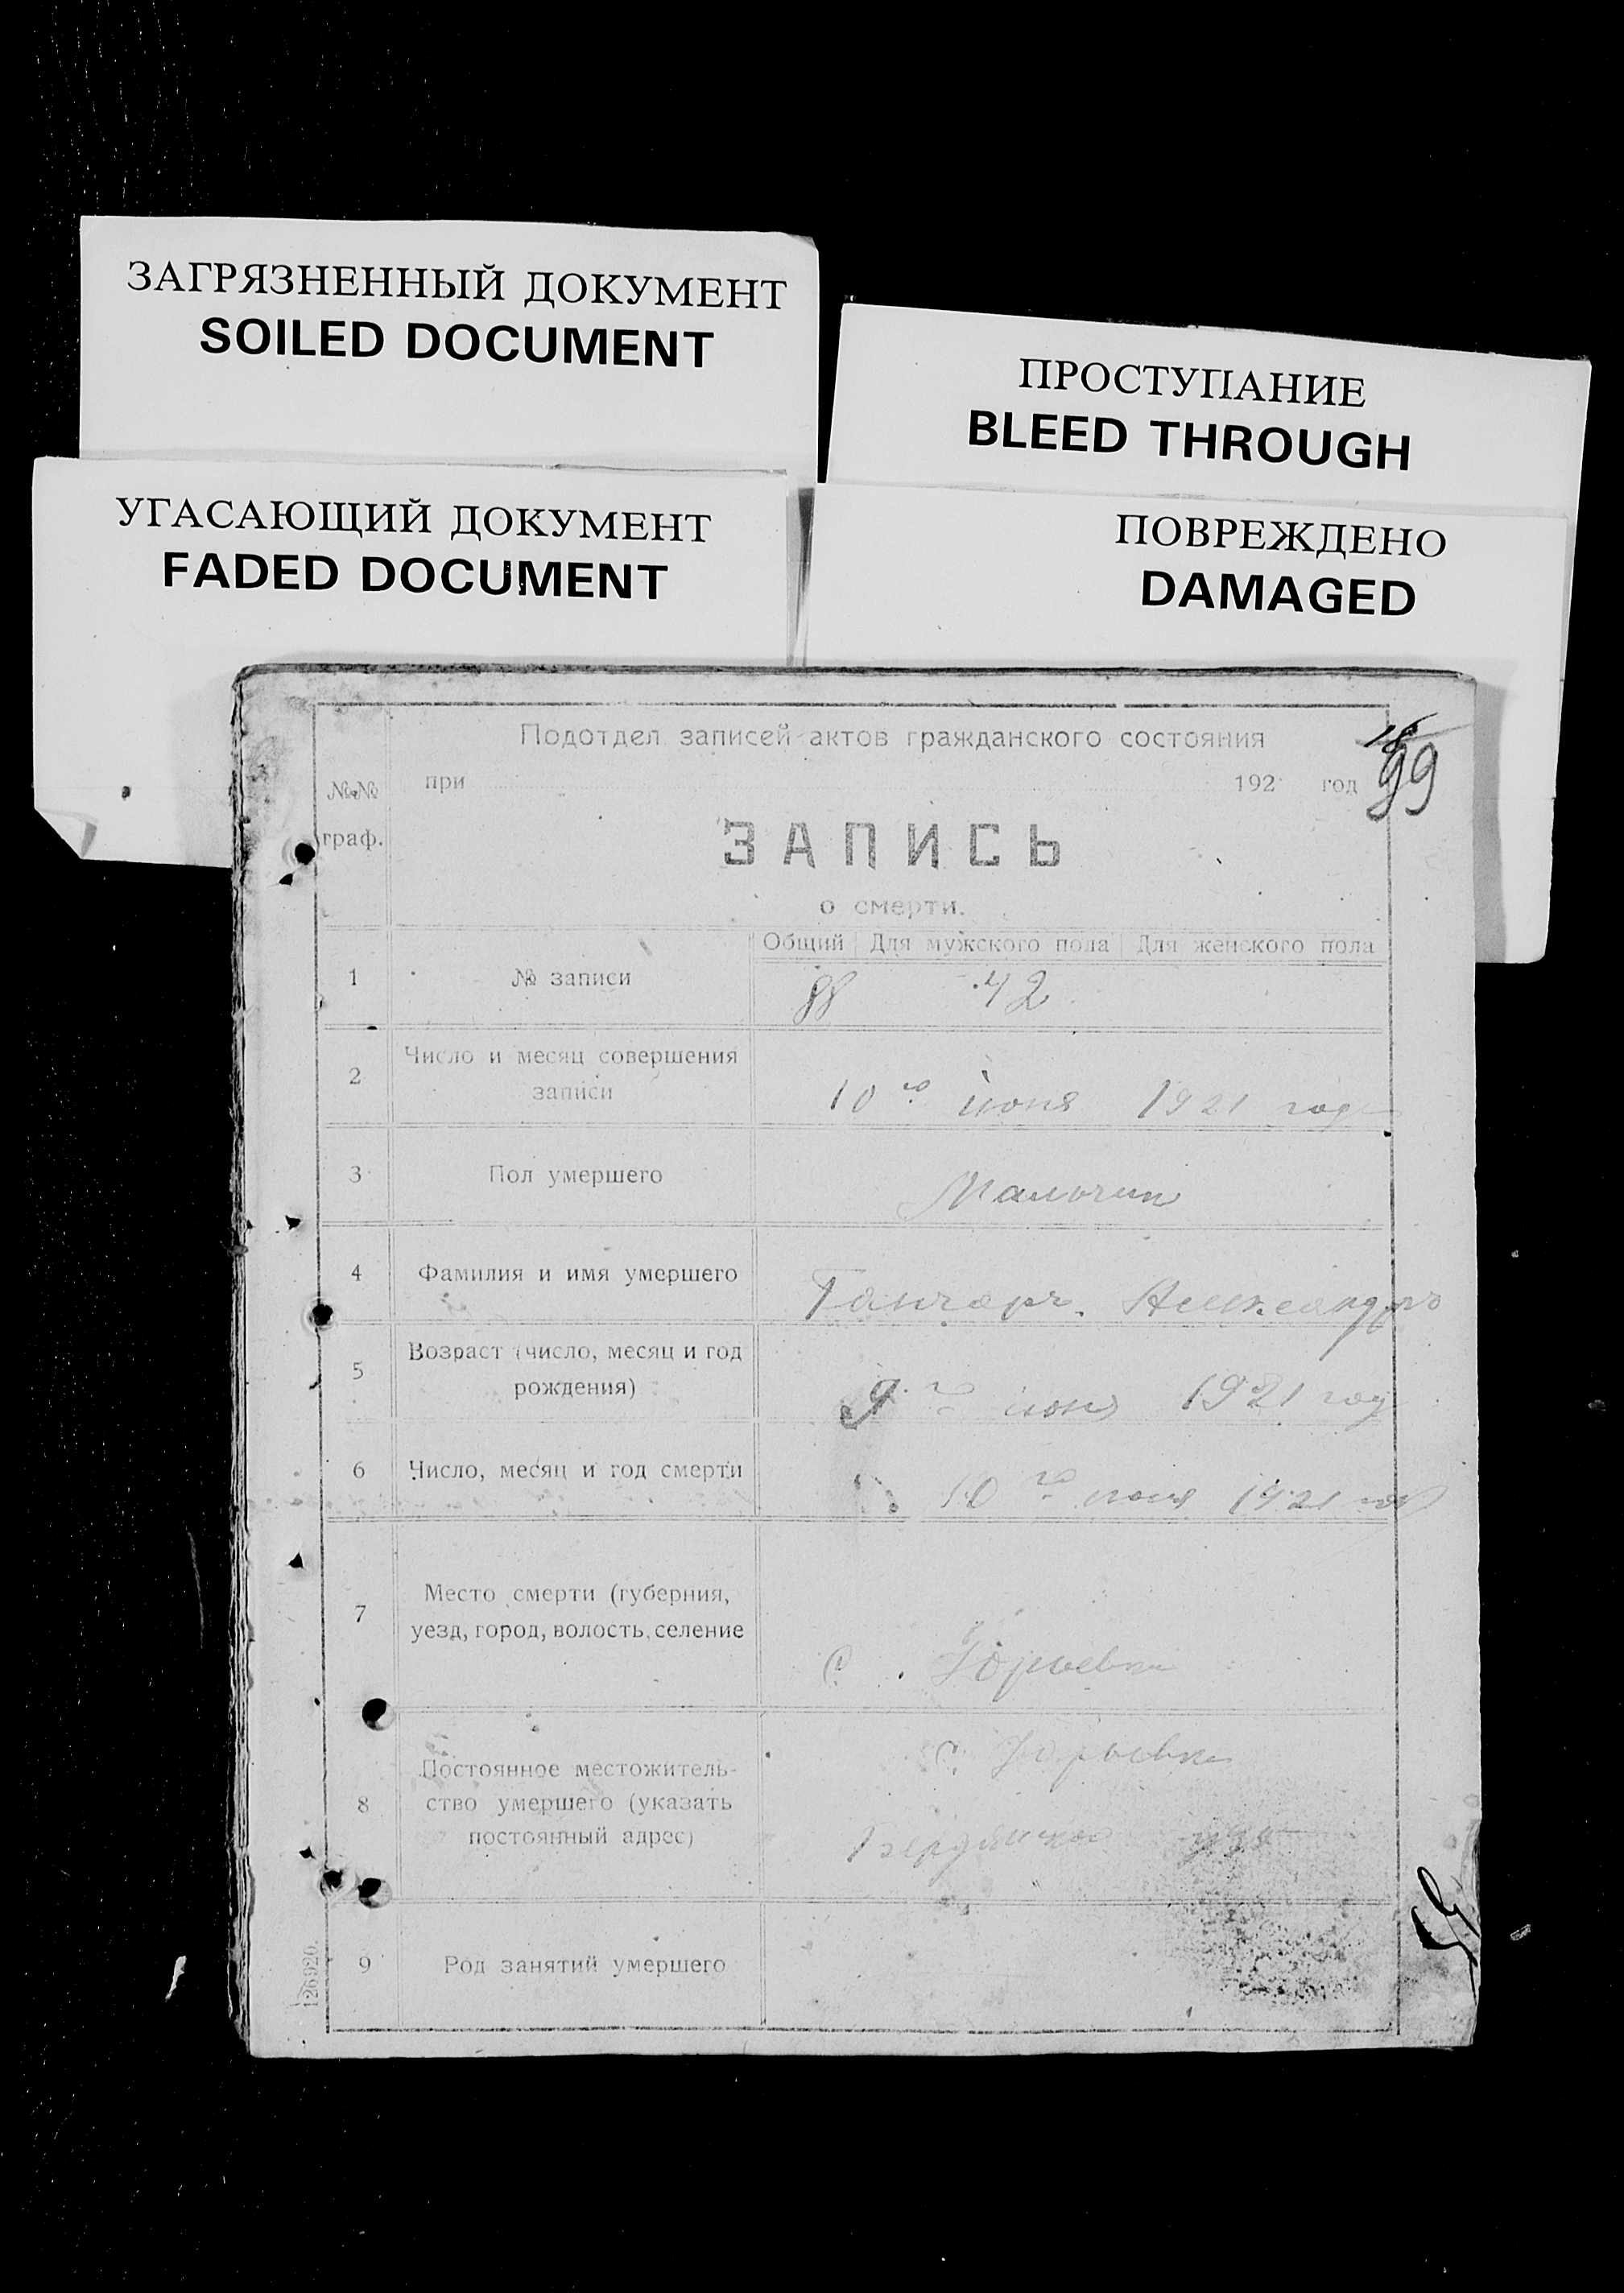 ЗАГРЯЗНЕННЫЙ ДОКУМЕНТ
SOILED DOCUMENT
ПРОСТУПАНИЕ
BLEED THROUGH
УГАСАЮЩИЙ ДОКУМЕНТ
FADED DOCUMENT
ПОВРЕЖДЕНО
DAMAGED
Подотдел записей актов гражданского состояния
99
№№ граф.
при 192 год
ЗАПИСЬ
о смерти.
Общий Для мужского пола Для женского пола
1 № записи 88 42
2 Число и месяц совершения
записи
10го июня 1921 года
3 Пол умершего Мальчик
4 Фамилия и имя умершего Александръ
5 Возраст (число, месяц и год
рождения)
9го июня 1921 год
6 Число, месяц и год смерти 10го июня 1921 год
7 Место смерти (губерния,
уезд, город, волость, селение
с.
8 Постоянное местожитель-
ство умершего (указать
постоянный адрес)
с.
9 Род занятий умершего
126920.